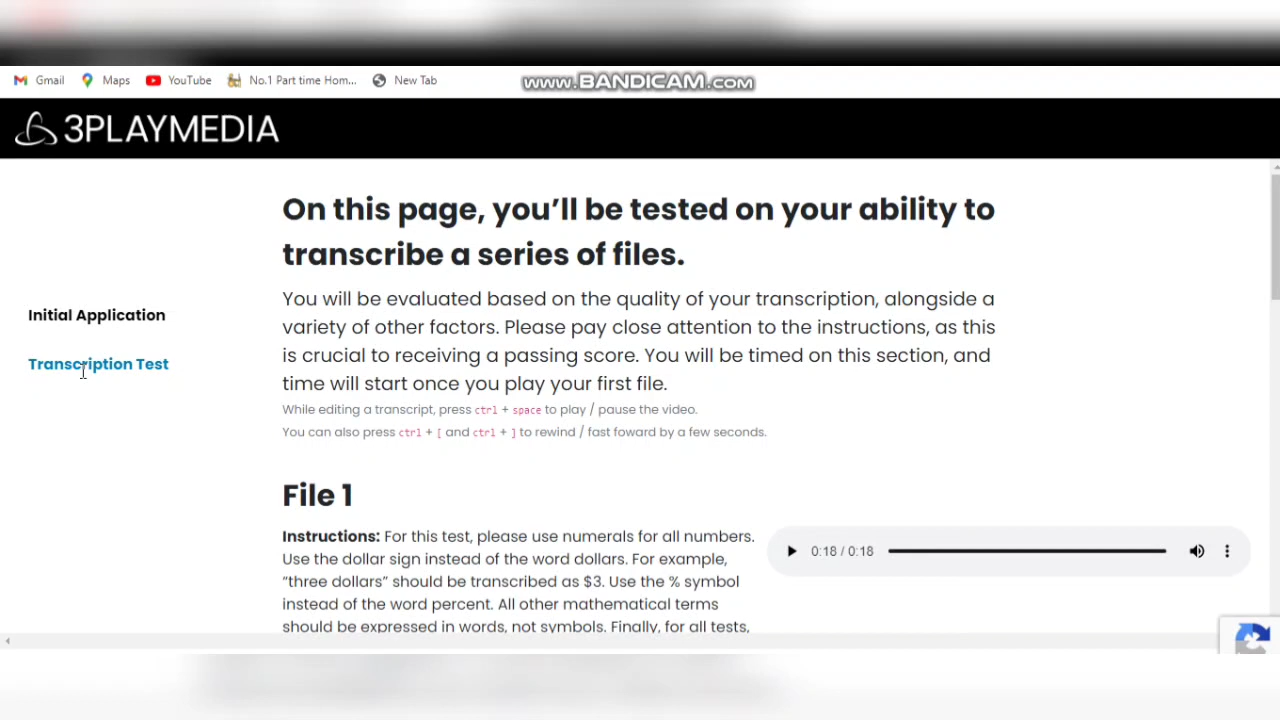 Gmail Maps YouTube No.1 Part time Hom... New Tab
www.BANDICAM.com
3PLAYMEDIA
On this page, you’ll be tested on your ability to
transcribe a series of files.
You will be evaluated based on the quality of your transcription, alongside a
variety of other factors. Please pay close attention to the instructions, as this
is crucial to receiving a passing score. You will be timed on this section, and
time will start once you play your first file.
While editing a transcript, press ctrl + space to play / pause the video.
You can also press ctrl + [ and ctrl + ] to rewind / fast foward by a few seconds.
Initial Application
Transcription Test
File 1
Instructions: For this test, please use numerals for all numbers.
Use the dollar sign instead of the word dollars. For example,
“three dollars” should be transcribed as $3. Use the % symbol
instead of the word percent. All other mathematical terms
should be expressed in words, not symbols. Finally, for all tests,
0:18 / 0:18